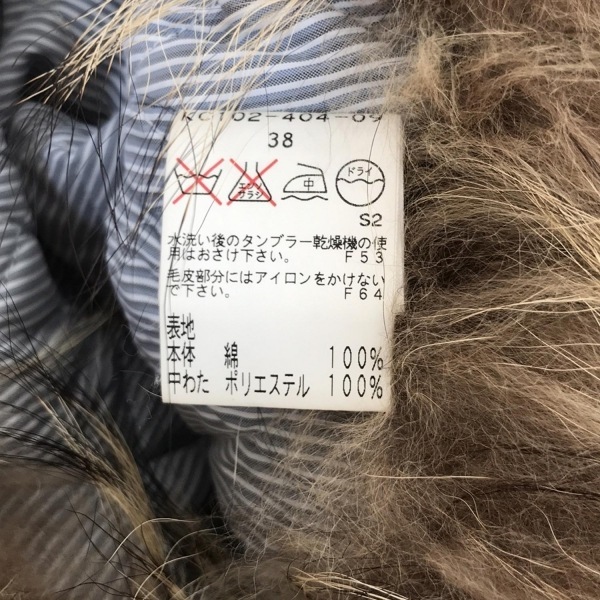 KCT02-404-09
38
エンソ
サラシ
中
ドライ
S2
水洗い後のタンブラー乾燥機の使
用はおさけ下さい。 F53
毛皮部分にはアイロンをかけない
で下さい。 F64
表地
本体 綿 100%
中わた ポリエステル 100%